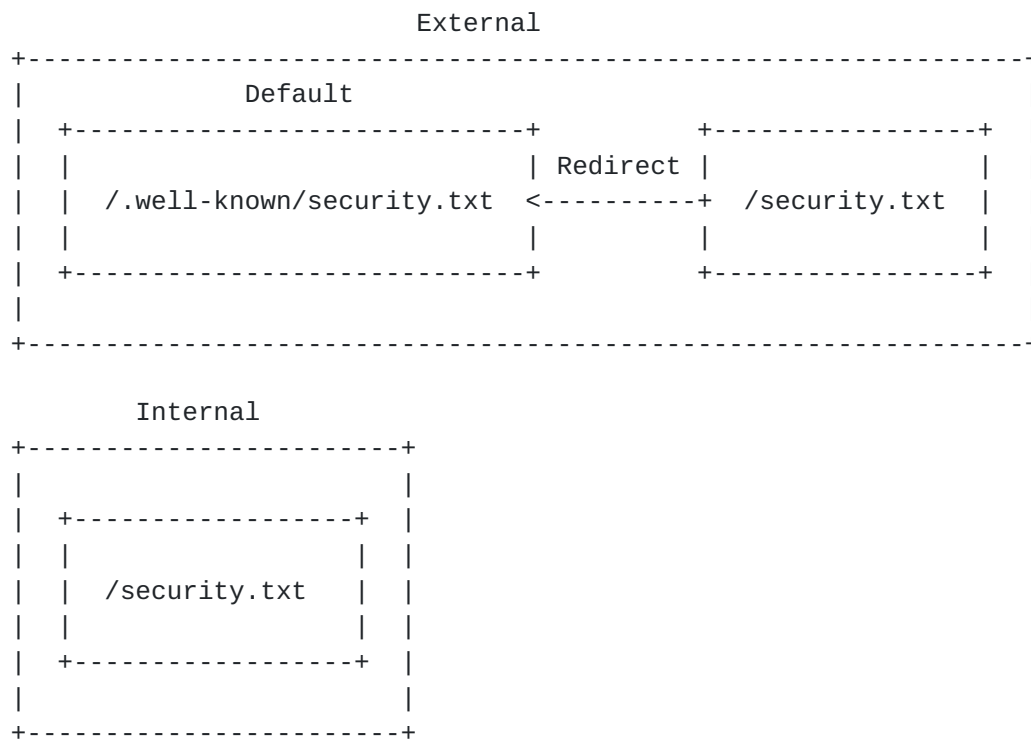 External
Default
Redirect
/.well-known/security.txt <----------+ /security.txt
Internal
/security.txt